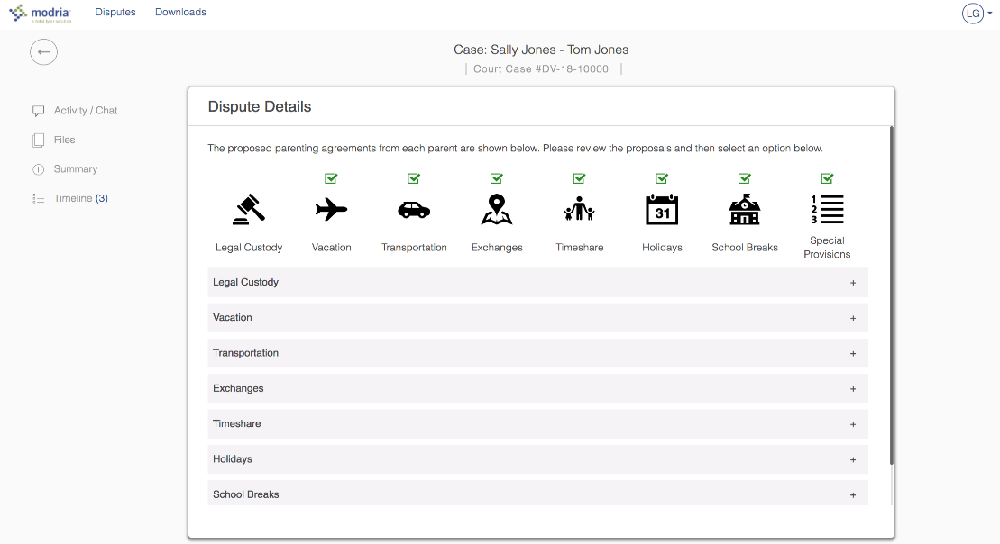 modria
a tyler solution
Disputes
Downloads
LG
Case: Sally Jones - Tom Jones
Court Case #DV-18-10000
Activity / Chat
Files
Summary
Timeline (3)
Dispute Details
The proposed parenting agreements from each parent are shown below. Please review the proposals and then select an option below.
31
1
2
3
Legal Custody
Vacation
Transportation
Exchanges
Timeshare
Holidays
School Breaks
Special
Provisions
Legal Custody +
Vacation +
Transportation +
Exchanges +
Timeshare +
Holidays +
School Breaks +